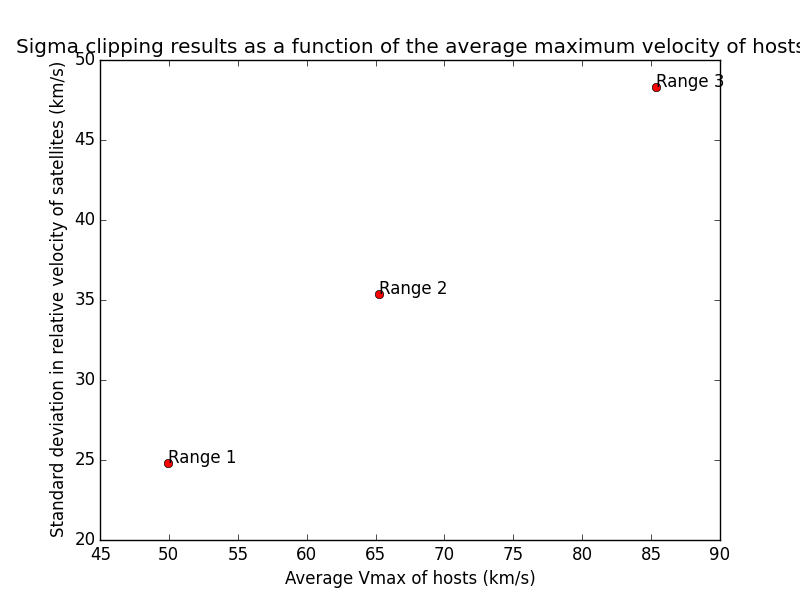 Sigma clipping results as a function of the average maximum velocity of hosts
Standard deviation in relative velocity of satellites (km/s)
50
45
40
35
30
25
20
Range 3
Range 2
Range 1
45 50 55 60 65 70 75 80 85 90
Average Vmax of hosts (km/s)